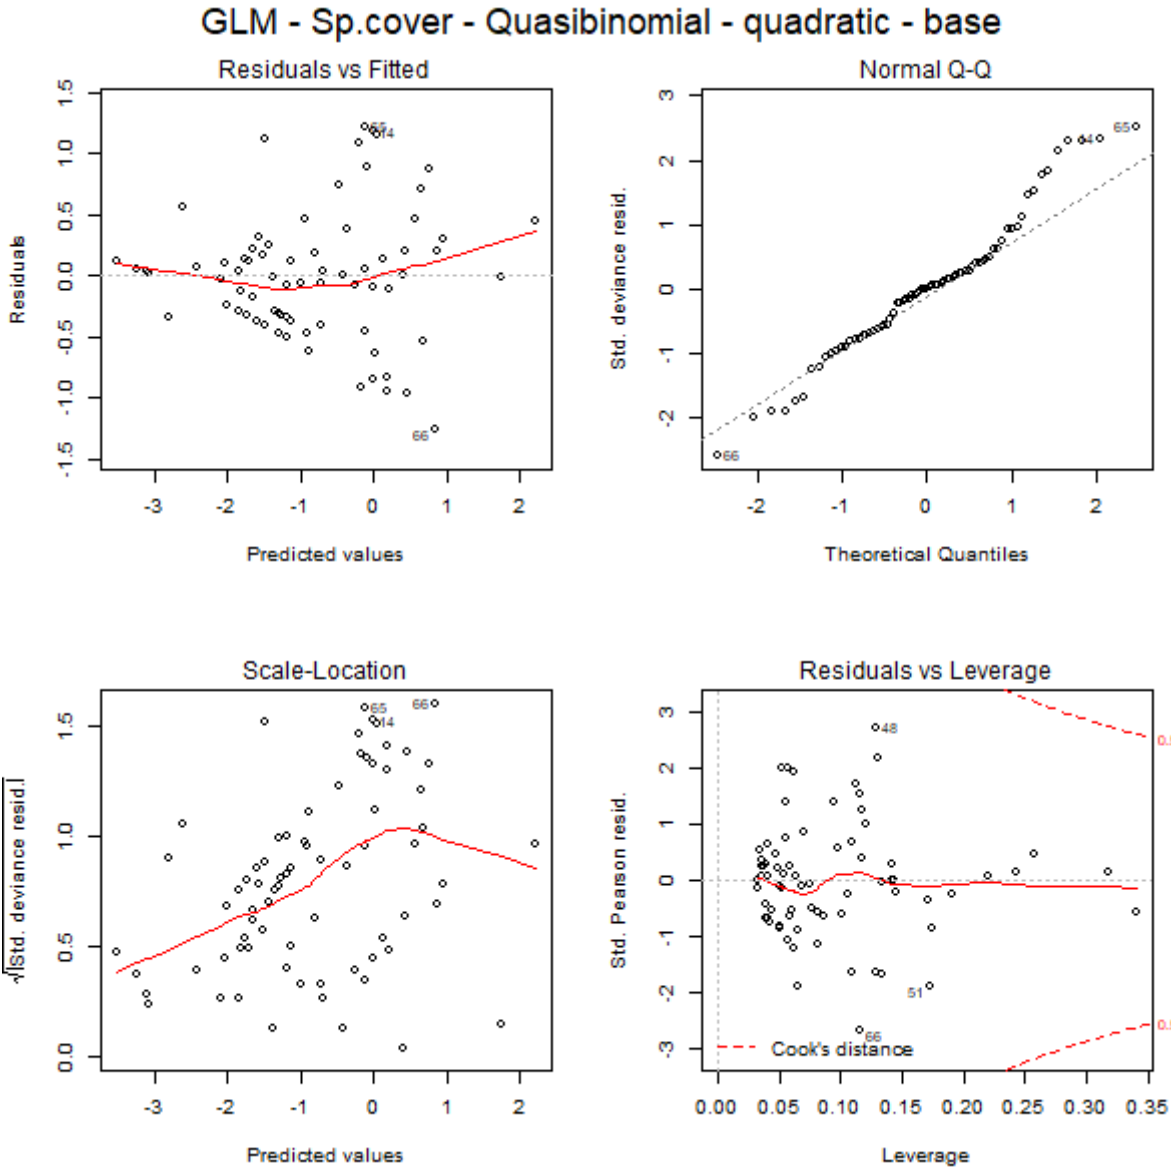 GLM - Sp.cover - Quasibinomial - quadratic - base
Residuals vs Fitted
Residuals
1.5
1.0
0.5
0.0
-0.5
-1.0
-1.5
65
14
66
-3 -2 -1 0 1 2
Predicted values
Normal Q-Q
Std. deviance resid.
3
2
1
0
-1
-2
65
66
-2 -1 0 1 2
Theoretical Quantiles
Scale-Location
√|Std. deviance resid.|
1.5
1.0
0.5
0.0
65
66
14
-3 -2 -1 0 1 2
Predicted values
Residuals vs Leverage
Std. Pearson resid.
3
2
1
0
-1
-2
-3
48
51
66
Cook's distance
0.00 0.05 0.10 0.15 0.20 0.25 0.30 0.35
Leverage